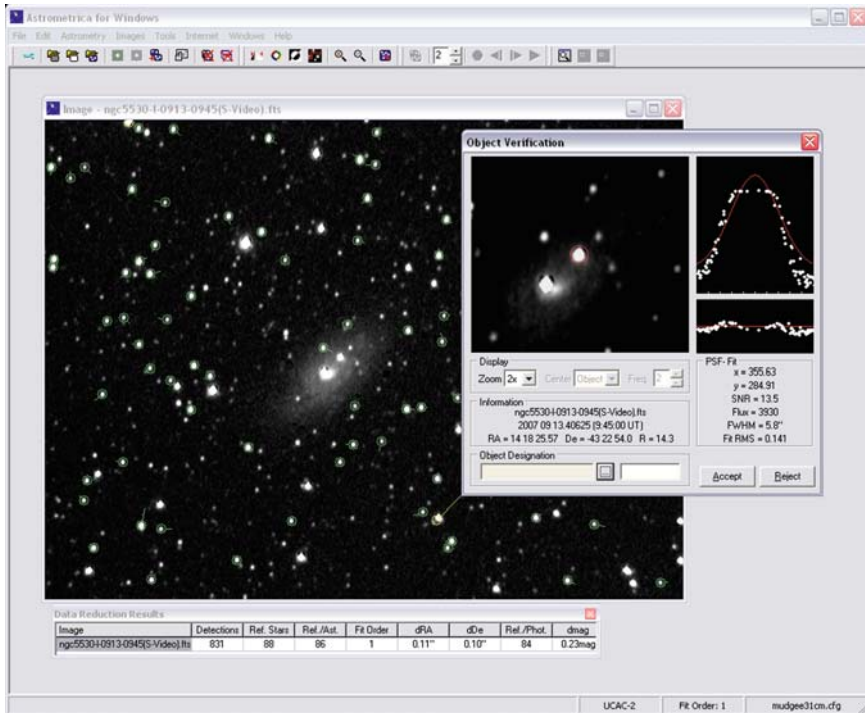 Astrometrica for Windows
File Edit Astrometry Images Tools Internet Windows Help
2
Image - ngc5530-I-0913-0945(S-Video).fts
Object Verification
Display
Zoom 2x Center Object Freq 2
Information
ngc5530-I-0913-0945(S-Video).fts
2007 09 13.40625 (9:45:00 UT)
RA = 14 18 25.57 De = -43 22 54.0 R = 14.3
Object Designation
PSF- Fit
x = 355.63
y = 284.91
SNR = 13.5
Flux = 3930
FWHM = 5.8"
Fit RMS = 0.141
Accept Reject
Data Reduction Results
Image Detections Ref. Stars Ref./Ast. Fit Order dRA dDe Ref./Phot. dmag
ngc5530-I-0913-0945(S-Video).fts 831 88 86 1 0.11" 0.10" 84 0.23mag
UCAC-2 Fit Order: 1 mudgee31cm.cfg